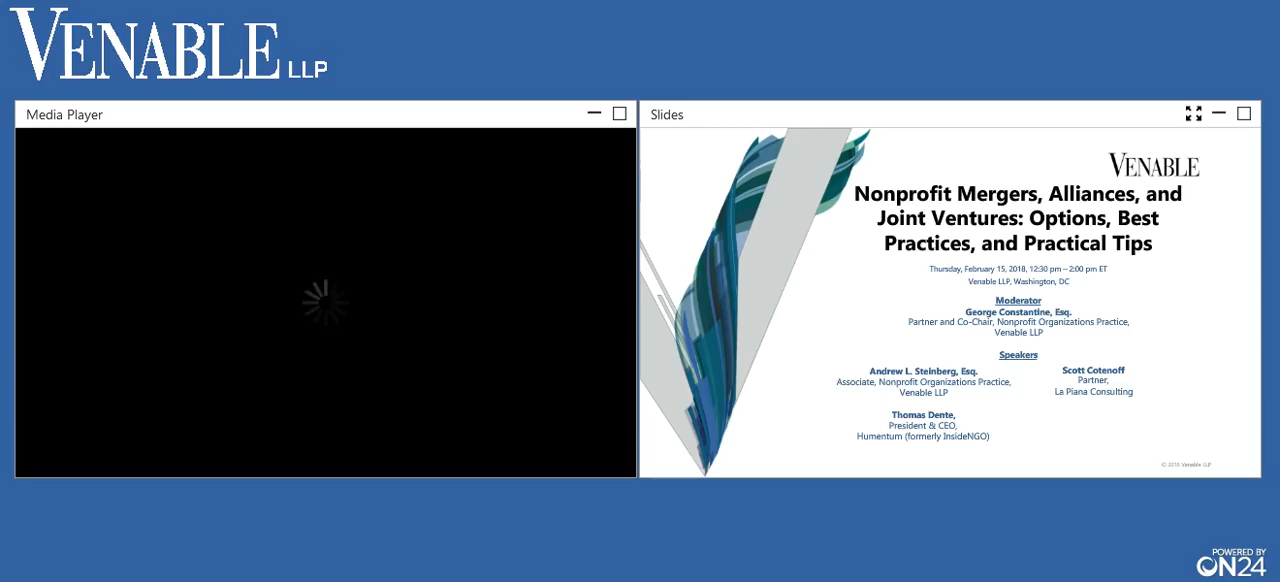 VENABLE LLP
Media Player
Slides
VENABLE
Nonprofit Mergers, Alliances, and
Joint Ventures: Options, Best
Practices, and Practical Tips
Thursday, February 15, 2018, 12:30 pm – 2:00 pm ET
Venable LLP, Washington, DC
Moderator
George Constantine, Esq.
Partner and Co-Chair, Nonprofit Organizations Practice,
Venable LLP
Speakers
Andrew L. Steinberg, Esq.
Associate, Nonprofit Organizations Practice,
Venable LLP
Scott Cotenoff
Partner,
La Piana Consulting
Thomas Dente,
President & CEO,
Humentum (formerly InsideNGO)
© 2018 Venable LLP
POWERED BY
ON24